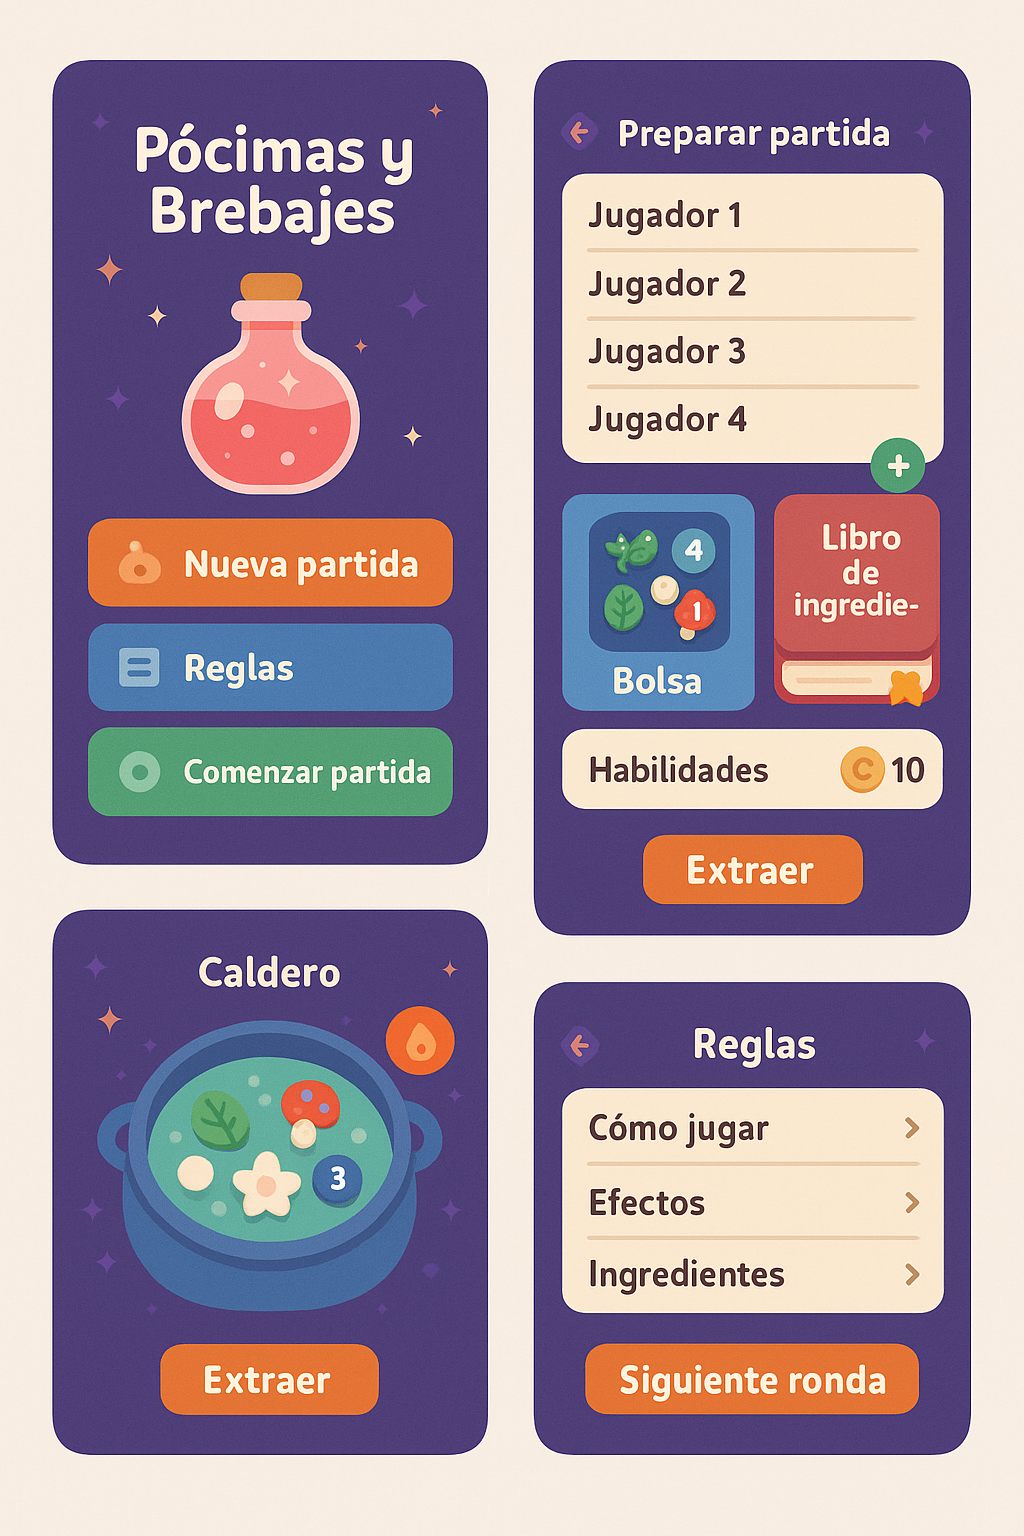 Pócimas y
Brebajes
Nueva partida
Reglas
Comenzar partida
Preparar partida
Jugador 1
Jugador 2
Jugador 3
Jugador 4
+
4
1
Bolsa
Libro
de
ingredie-
Habilidades
C 10
Extraer
Caldero
3
Extraer
Reglas
Cómo jugar
Efectos
Ingredientes
Siguiente ronda